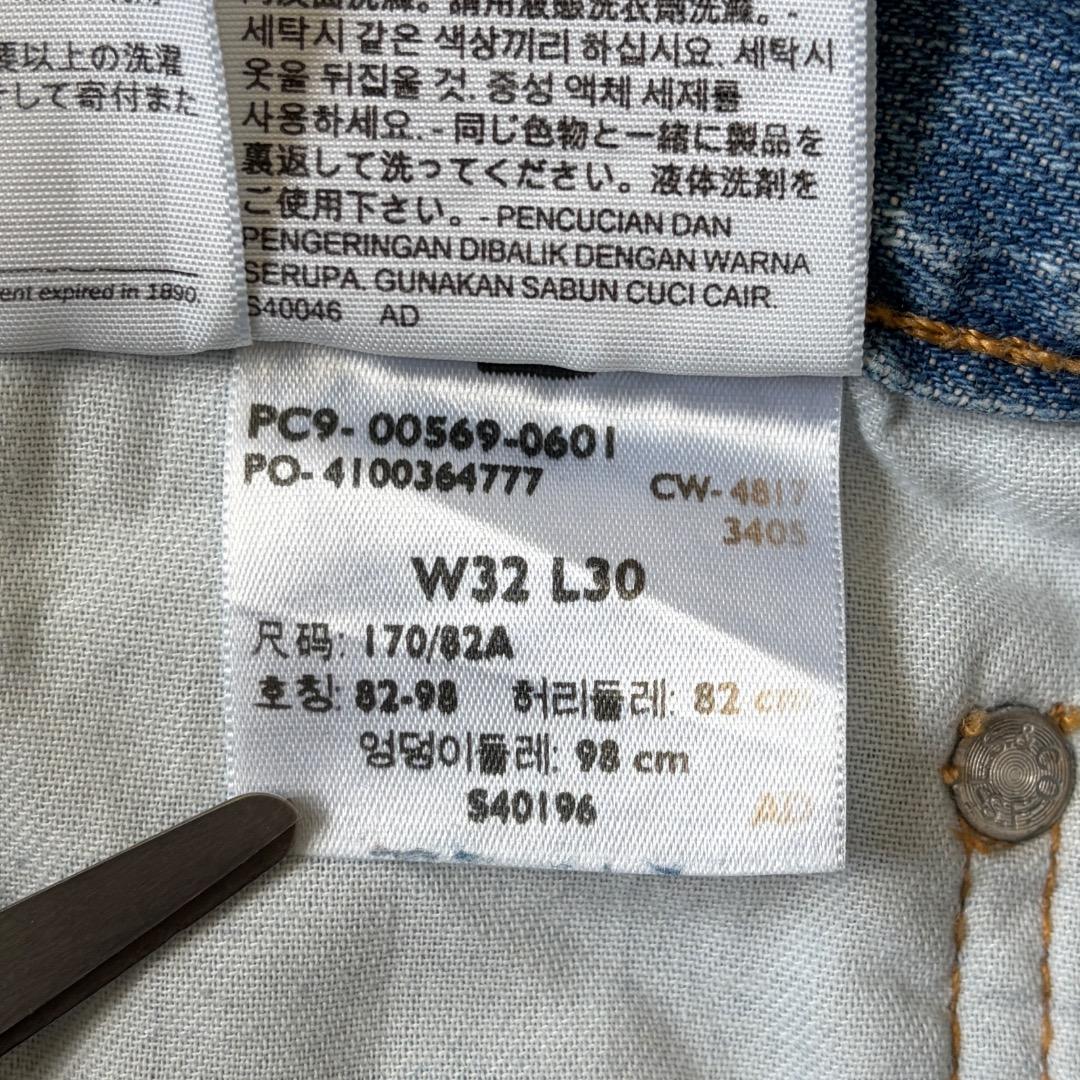 要以上の洗濯
して寄付また
ent expired in 1890.
세탁시 같은 색상끼리 하십시요. 세탁시
옷을 뒤집을 것. 중성 액체 세제를
사용하세요. - 同じ色物と一緒に製品を
裏返して洗ってください。液体洗剤を
ご使用下さい。- PENCUCIAN DAN
PENGERINGAN DIBALIK DENGAN WARNA
SERUPA. GUNAKAN SABUN CUCI CAIR.
S40046 AD
PC9- 00569-0601
PO- 4100364777 CW- 4817
3405
W32 L30
尺码: 170/82A
호칭: 82-98 허리둘레: 82 cm
엉덩이둘레: 98 cm
S40196 AD